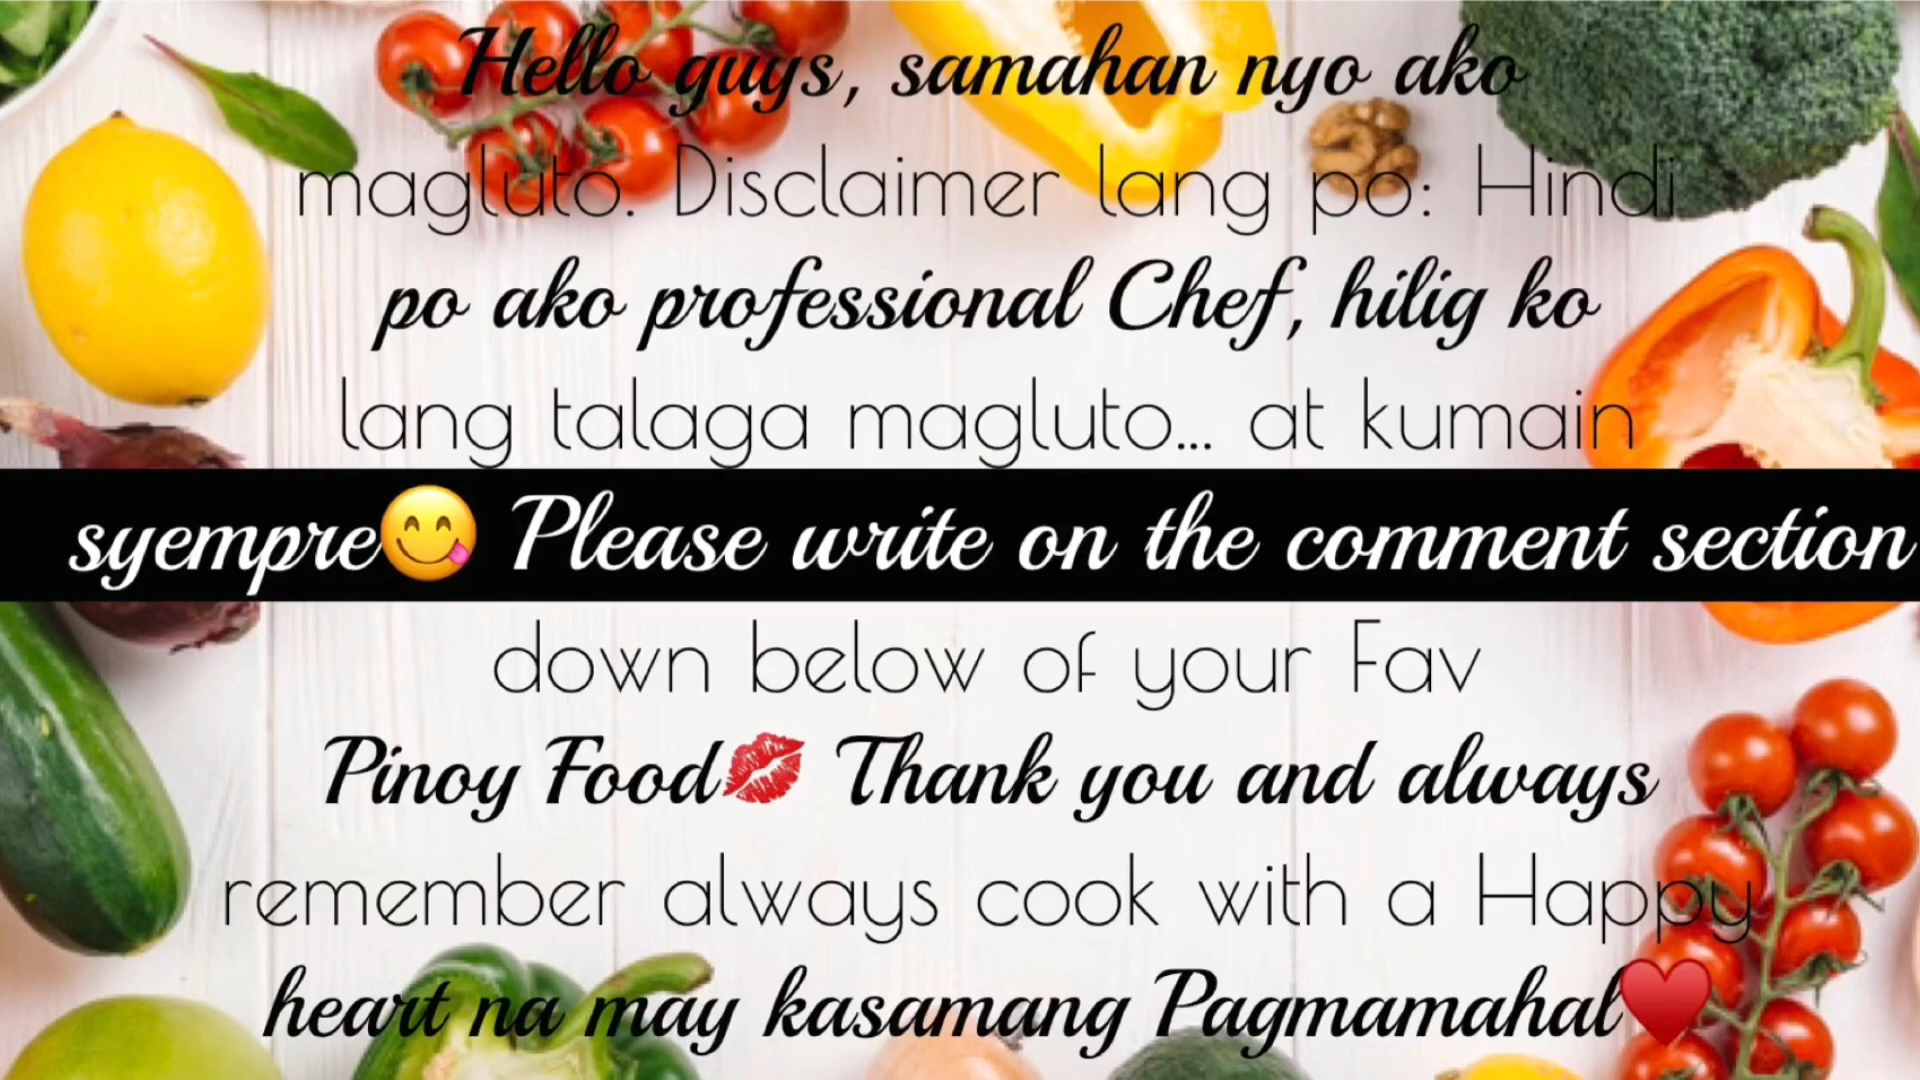 Hello guys, samahan nyo ako
magluto. Disclaimer lang po: Hindi
po ako professional Chef, hilig ko
lang talaga magluto... at kumain
syempre😋 Please write on the comment section
down below of your Fav
Pinoy Food💋 Thank you and always
remember always cook with a Happy
heart na may kasamang Pagmamahal♥️